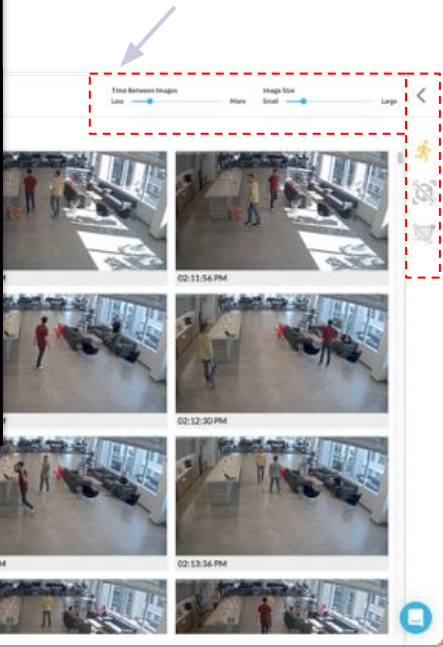 Time Between Images
Less
More
Image Size
Small
Large
02:11:56 PM
02:12:30 PM
02:13:36 PM